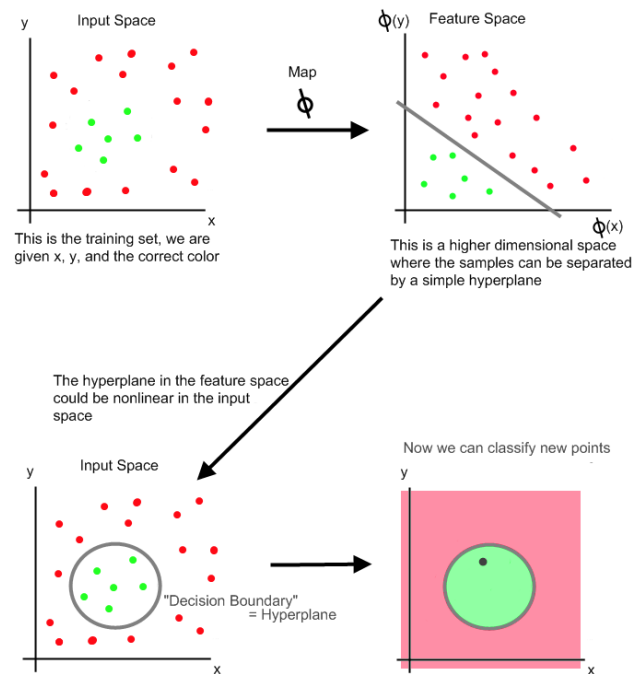 y
Input Space
x
This is the training set, we are
given x, y, and the correct color
Map
ϕ
ϕ(y)
Feature Space
ϕ(x)
This is a higher dimensional space
where the samples can be separated
by a simple hyperplane
The hyperplane in the feature space
could be nonlinear in the input
space
y
Input Space
"Decision Boundary"
= Hyperplane
x
Now we can classify new points
y
x